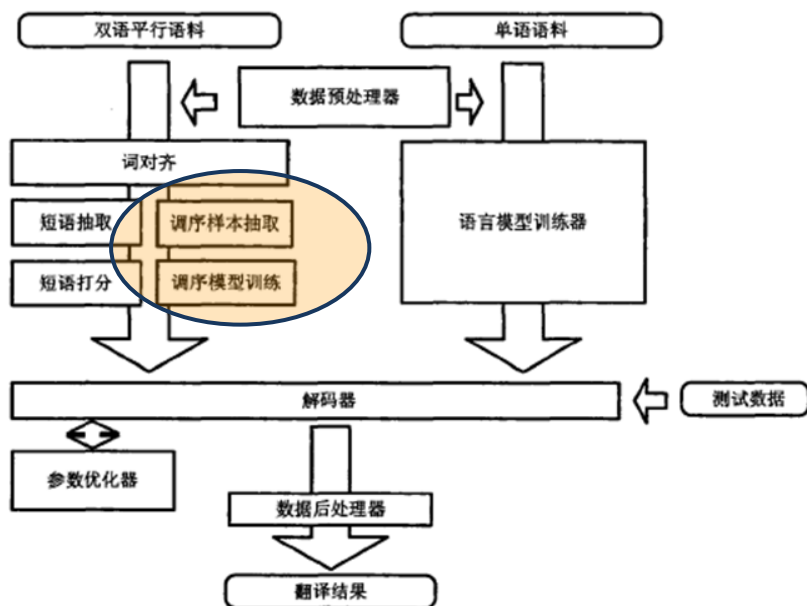 双语平行语料
单语语料
数据预处理器
词对齐
短语抽取
调序样本抽取
语言模型训练器
短语打分
调序模型训练
解码器
测试数据
参数优化器
数据后处理器
翻译结果